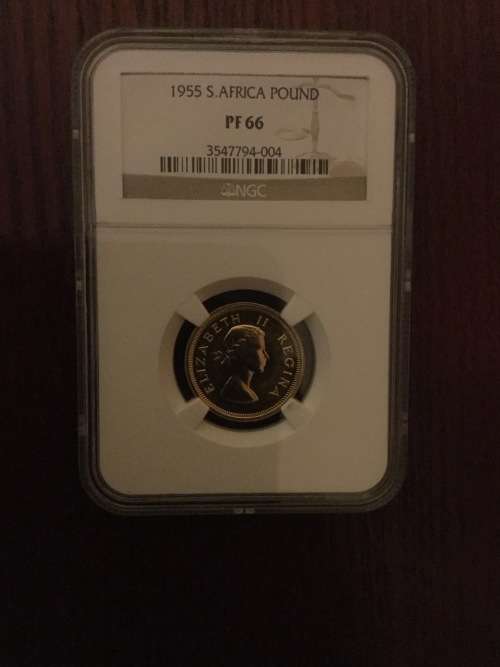 1955 S.AFRICA POUND
PF 66
3547794-004
NGC
ELIZABETH II REGINA